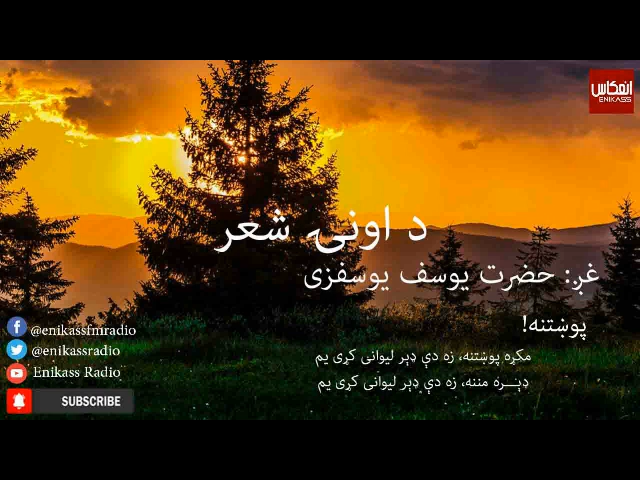 انعکاس
ENIKASS
د اونۍ شعر
غږ: حضرت یوسف یوسفزی
پوښتنه!
مکړه پوښتنه، زه دې ډېر لیوانی کړی یم
ډېــره مننه، زه دې ډېر لیوانی کړی یم
@enikassfmradio
@enikassradio
Enikass Radio
SUBSCRIBE